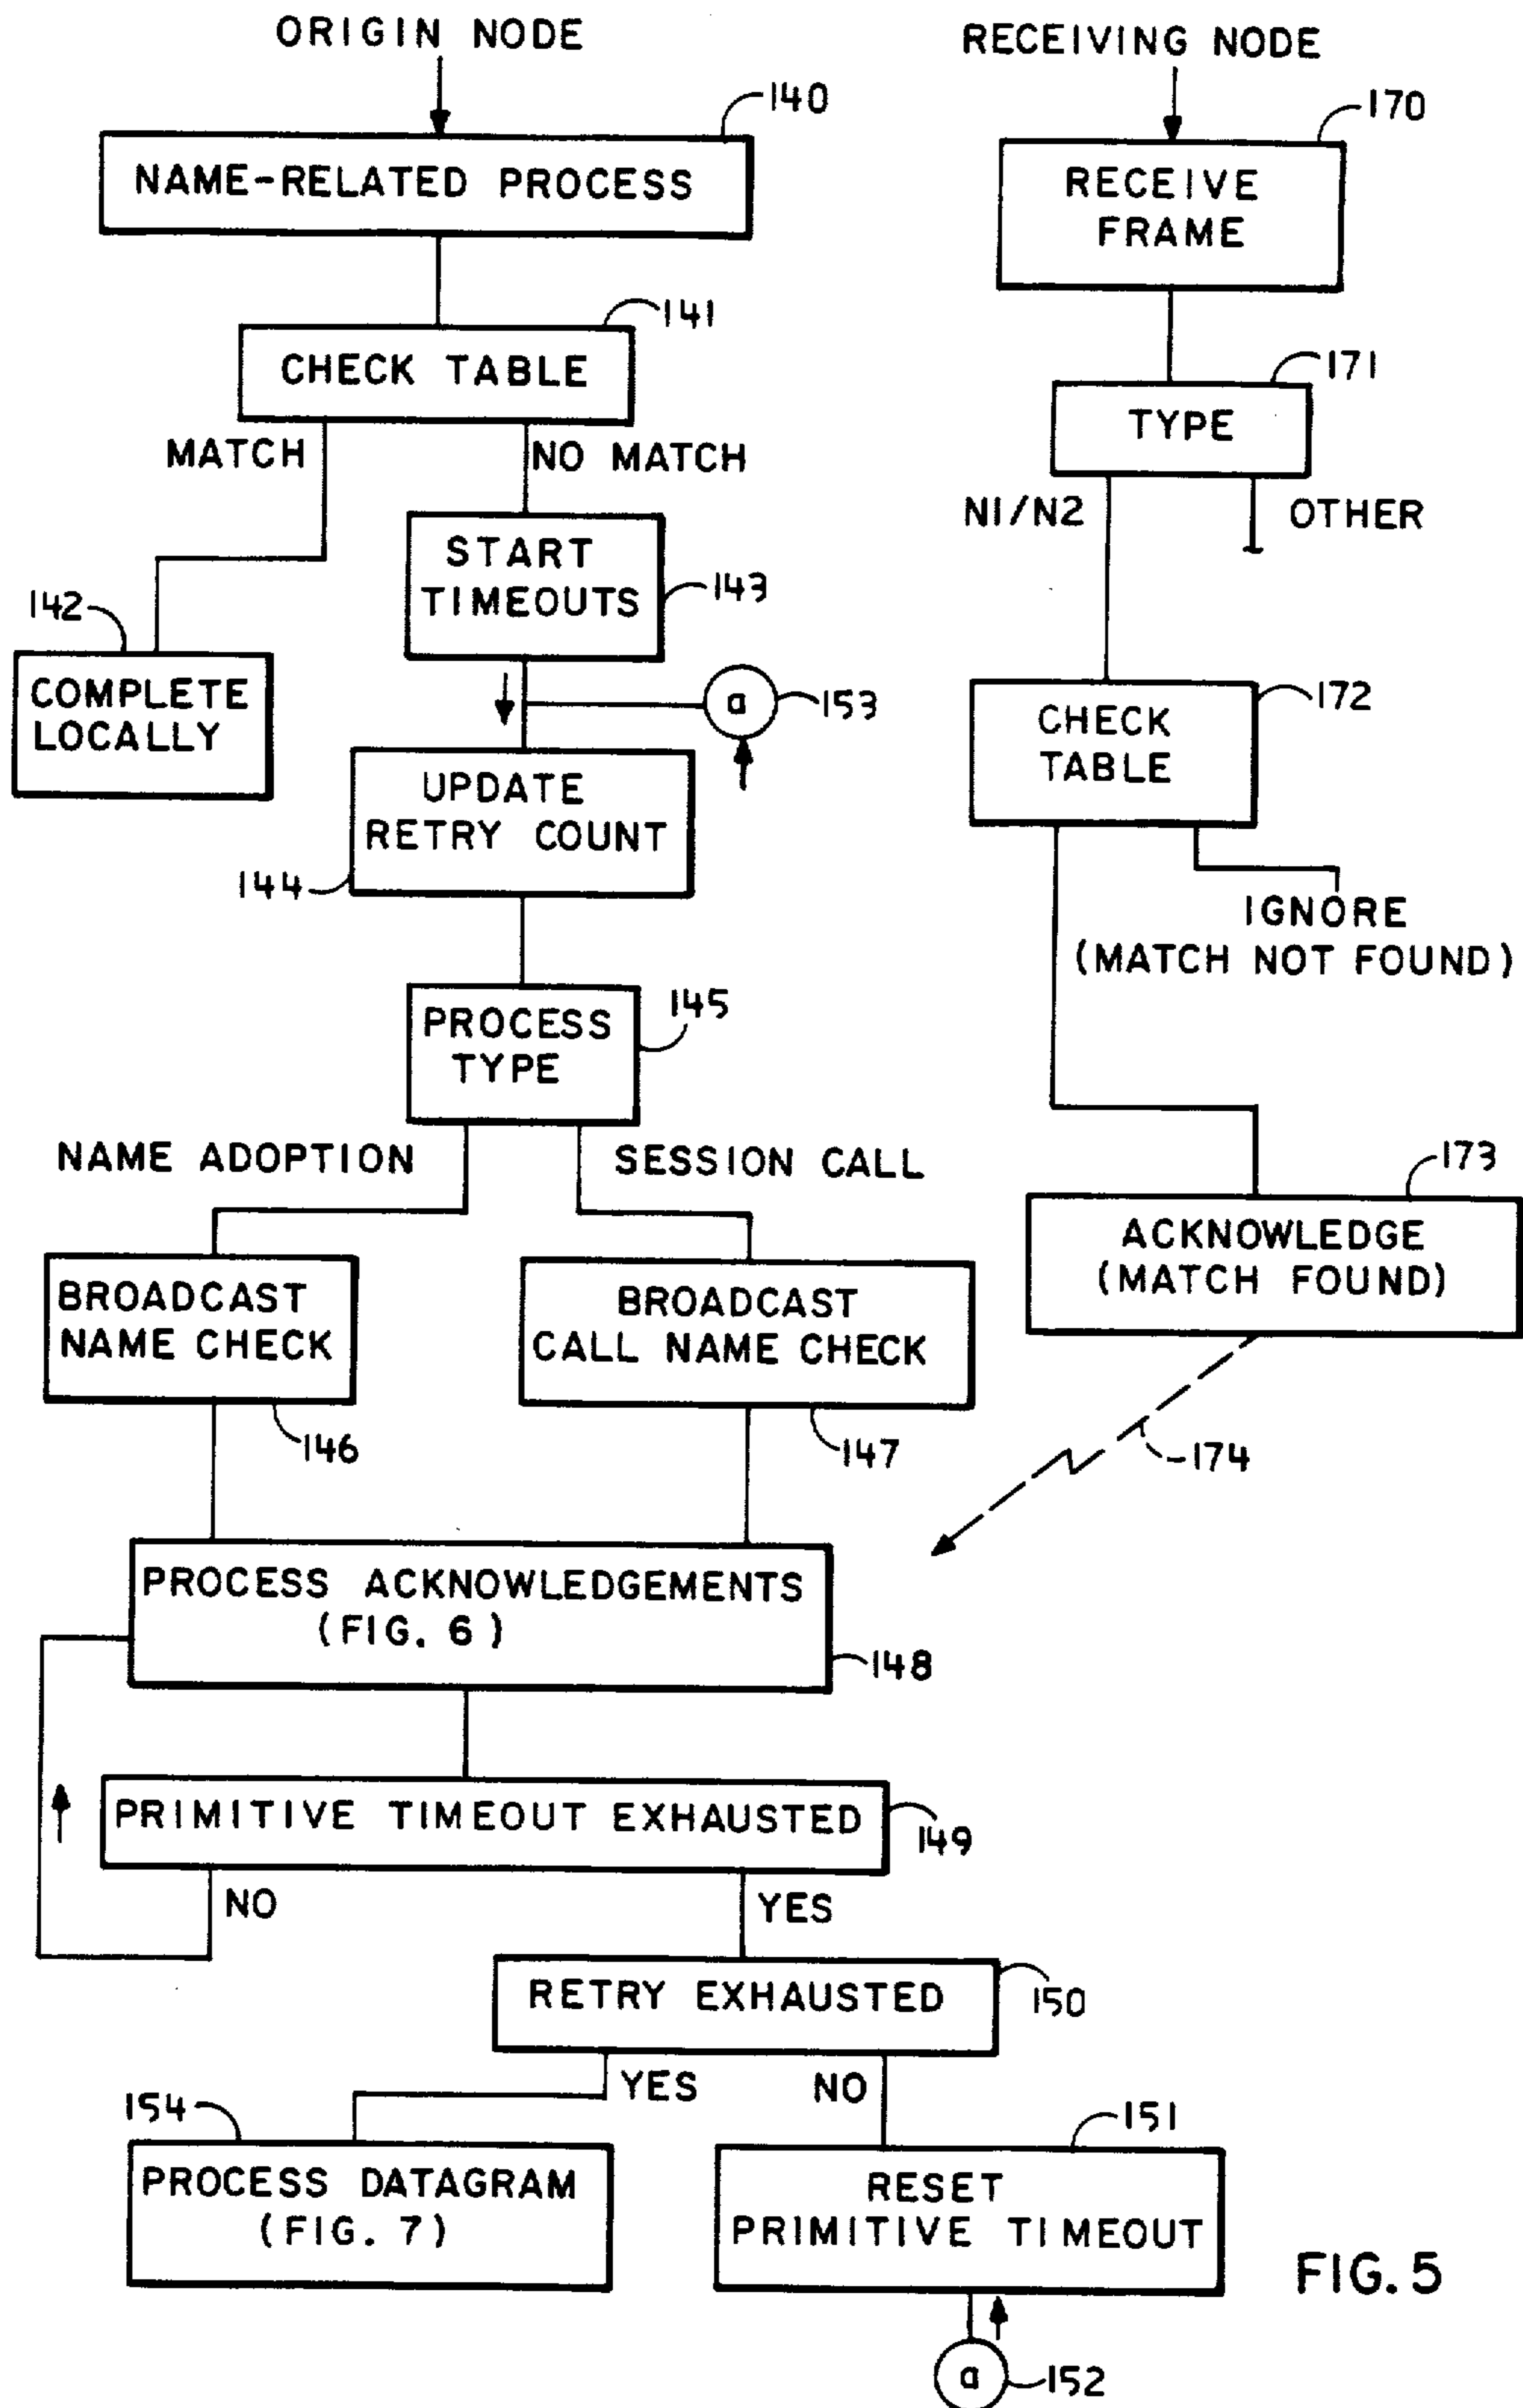 ORIGIN NODE
140
NAME-RELATED PROCESS
141
CHECK TABLE
MATCH
NO MATCH
START
TIMEOUTS
143
142
COMPLETE
LOCALLY
a
153
UPDATE
RETRY COUNT
144
PROCESS
TYPE
145
NAME ADOPTION
SESSION CALL
BROADCAST
NAME CHECK
146
BROADCAST
CALL NAME CHECK
147
PROCESS ACKNOWLEDGEMENTS
(FIG. 6)
148
PRIMITIVE TIMEOUT EXHAUSTED
149
NO
YES
RETRY EXHAUSTED
150
YES
NO
154
PROCESS DATAGRAM
(FIG. 7)
151
RESET
PRIMITIVE TIMEOUT
a
152
RECEIVING NODE
170
RECEIVE
FRAME
171
TYPE
N1/N2
OTHER
CHECK
TABLE
172
IGNORE
(MATCH NOT FOUND)
173
ACKNOWLEDGE
(MATCH FOUND)
174
FIG. 5